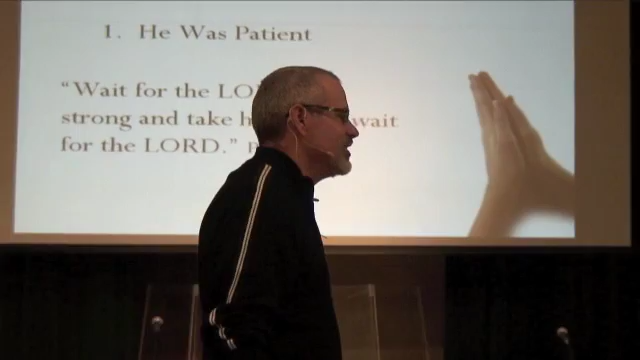 1. He Was Patient
"Wait for the LO
strong and take h wait
for the LORD."